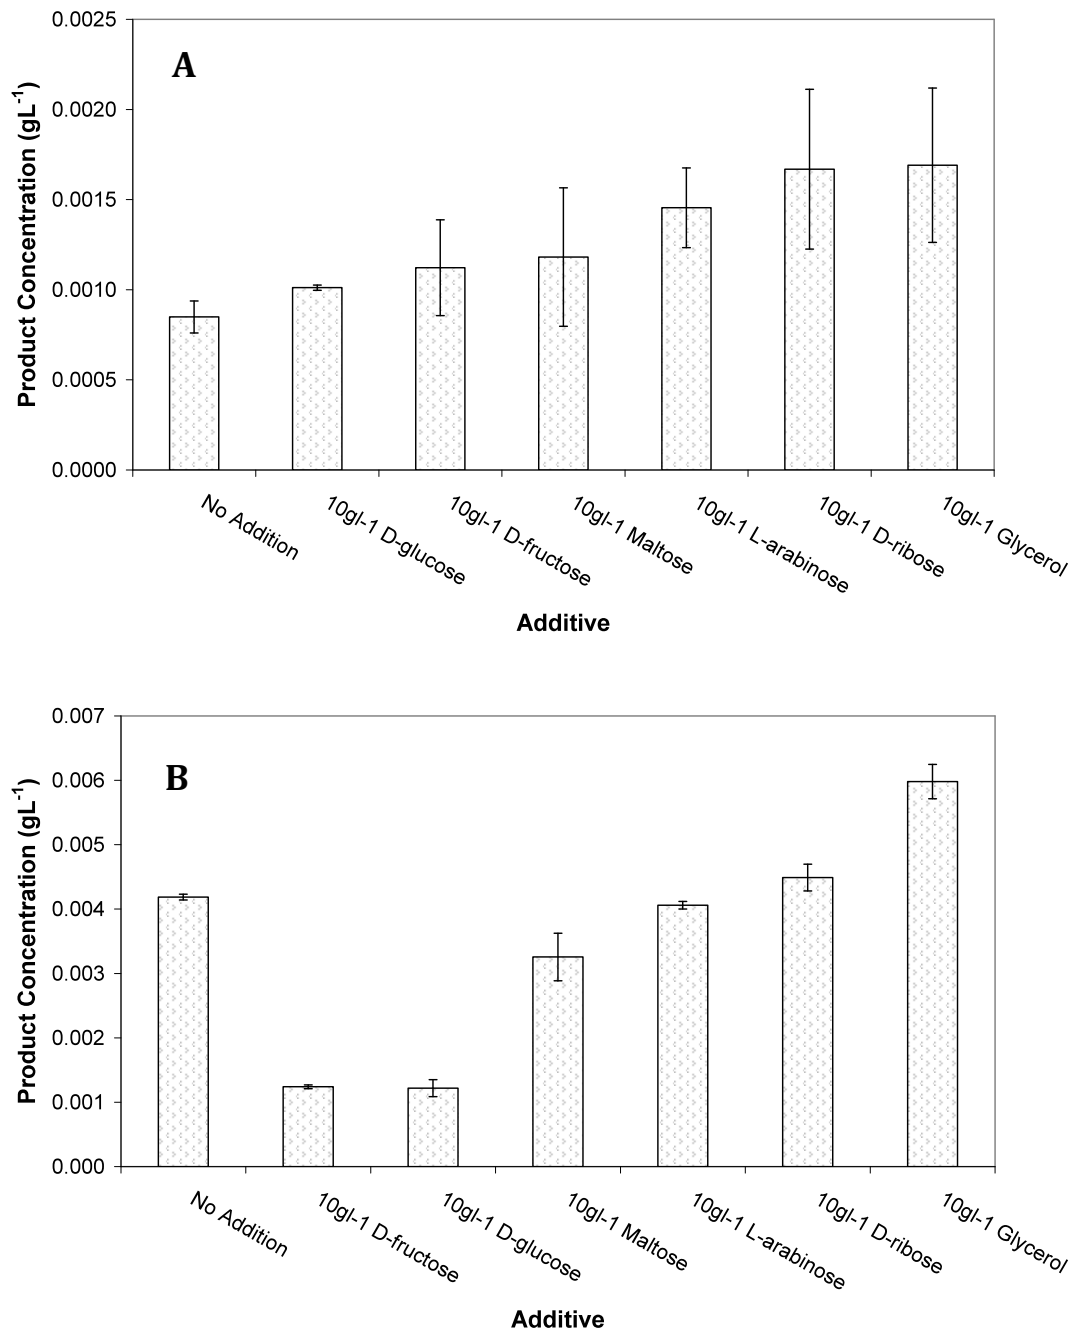 A
0.0025
0.0020
0.0015
0.0010
0.0005
0.0000
Product Concentration (gL-1)
No Addition
10gl-1 D-glucose
10gl-1 D-fructose
10gl-1 Maltose
10gl-1 L-arabinose
10gl-1 D-ribose
10gl-1 Glycerol
Additive
B
0.007
0.006
0.005
0.004
0.003
0.002
0.001
0.000
Product Concentration (gL-1)
No Addition
10gl-1 D-fructose
10gl-1 D-glucose
10gl-1 Maltose
10gl-1 L-arabinose
10gl-1 D-ribose
10gl-1 Glycerol
Additive